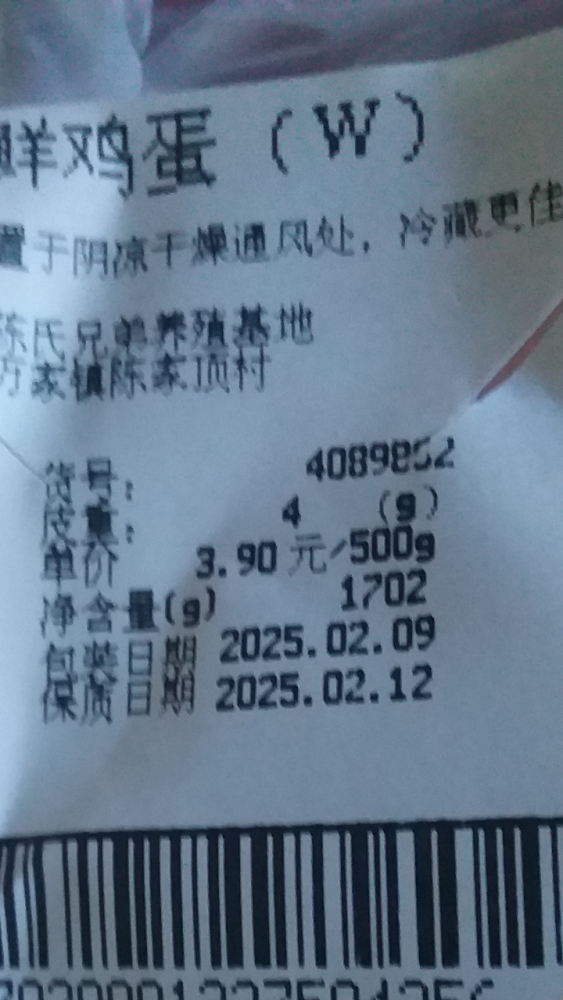 鲜鸡蛋（W）
置于阴凉干燥通风处，冷藏更佳
陈氏兄弟养殖基地
万家镇陈家顶村
货号： 4089852
皮重： 4 (g)
单价 3.90 元/500g
净含量(g) 1702
包装日期 2025.02.09
保质日期 2025.02.12